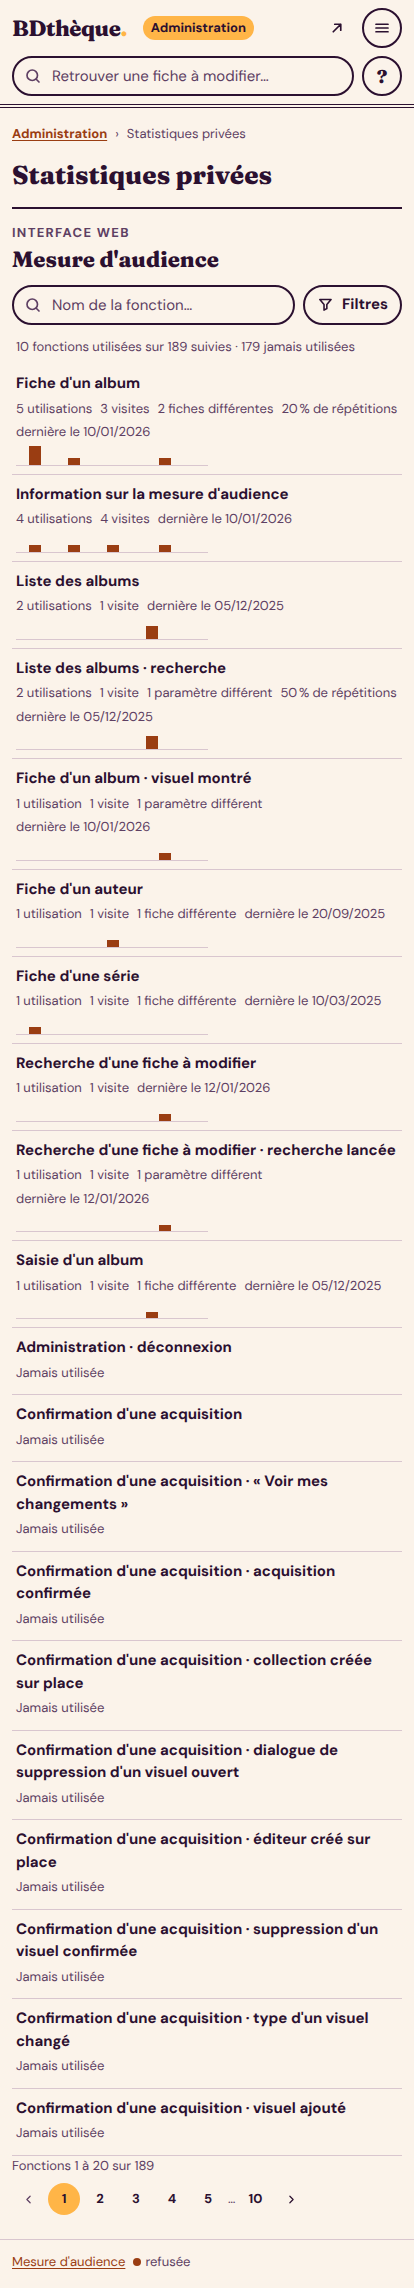 BDthèque. Administration
Retrouver une fiche à modifier... ?
Administration › Statistiques privées
Statistiques privées
INTERFACE WEB
Mesure d'audience
Nom de la fonction... Filtres
10 fonctions utilisées sur 189 suivies · 179 jamais utilisées
Fiche d'un album
5 utilisations 3 visites 2 fiches différentes 20 % de répétitions
dernière le 10/01/2026
Information sur la mesure d'audience
4 utilisations 4 visites dernière le 10/01/2026
Liste des albums
2 utilisations 1 visite dernière le 05/12/2025
Liste des albums · recherche
2 utilisations 1 visite 1 paramètre différent 50 % de répétitions
dernière le 05/12/2025
Fiche d'un album · visuel montré
1 utilisation 1 visite 1 paramètre différent
dernière le 10/01/2026
Fiche d'un auteur
1 utilisation 1 visite 1 fiche différente dernière le 20/09/2025
Fiche d'une série
1 utilisation 1 visite 1 fiche différente dernière le 10/03/2025
Recherche d'une fiche à modifier
1 utilisation 1 visite dernière le 12/01/2026
Recherche d'une fiche à modifier · recherche lancée
1 utilisation 1 visite 1 paramètre différent
dernière le 12/01/2026
Saisie d'un album
1 utilisation 1 visite 1 fiche différente dernière le 05/12/2025
Administration · déconnexion
Jamais utilisée
Confirmation d'une acquisition
Jamais utilisée
Confirmation d'une acquisition · « Voir mes
changements »
Jamais utilisée
Confirmation d'une acquisition · acquisition
confirmée
Jamais utilisée
Confirmation d'une acquisition · collection créée
sur place
Jamais utilisée
Confirmation d'une acquisition · dialogue de
suppression d'un visuel ouvert
Jamais utilisée
Confirmation d'une acquisition · éditeur créé sur
place
Jamais utilisée
Confirmation d'une acquisition · suppression d'un
visuel confirmée
Jamais utilisée
Confirmation d'une acquisition · type d'un visuel
changé
Jamais utilisée
Confirmation d'une acquisition · visuel ajouté
Jamais utilisée
Fonctions 1 à 20 sur 189
‹ 1 2 3 4 5 ... 10 ›
Mesure d'audience refusée